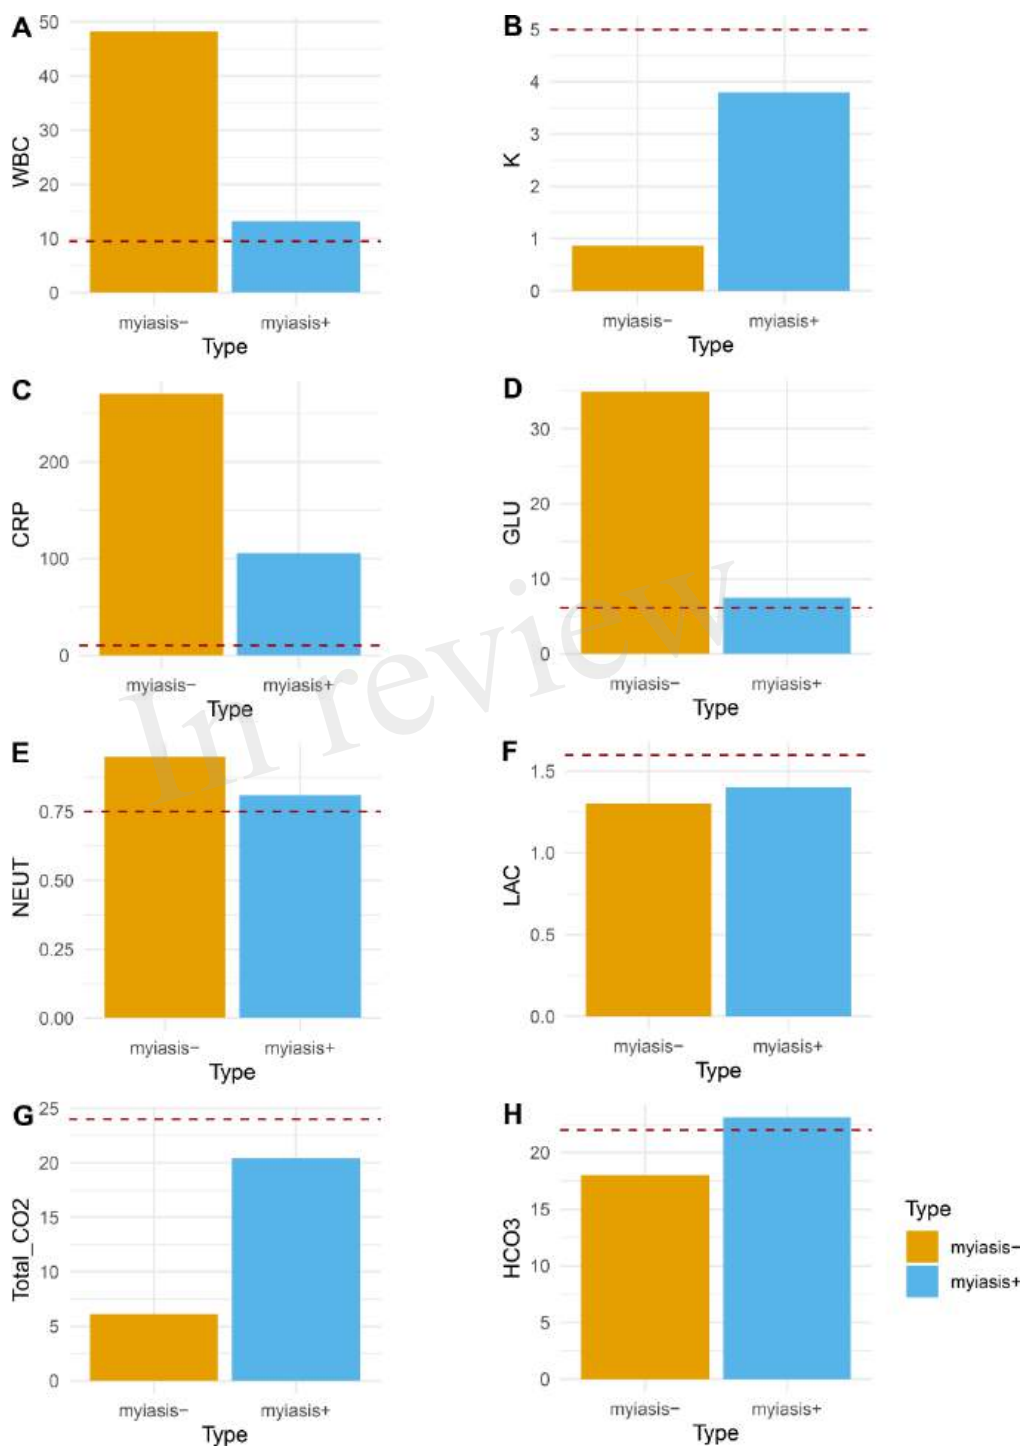 A
WBC
50
40
30
20
10
0
myiasis− myiasis+
Type
B
K
5
4
3
2
1
0
myiasis− myiasis+
Type
C
CRP
200
100
0
myiasis− myiasis+
Type
D
GLU
30
20
10
0
myiasis− myiasis+
Type
In review
E
NEUT
0.75
0.50
0.25
0.00
myiasis− myiasis+
Type
F
LAC
1.5
1.0
0.5
0.0
myiasis− myiasis+
Type
G
Total_CO2
25
20
15
10
5
0
myiasis− myiasis+
Type
H
HCO3
20
15
10
5
0
myiasis− myiasis+
Type
Type
myiasis−
myiasis+